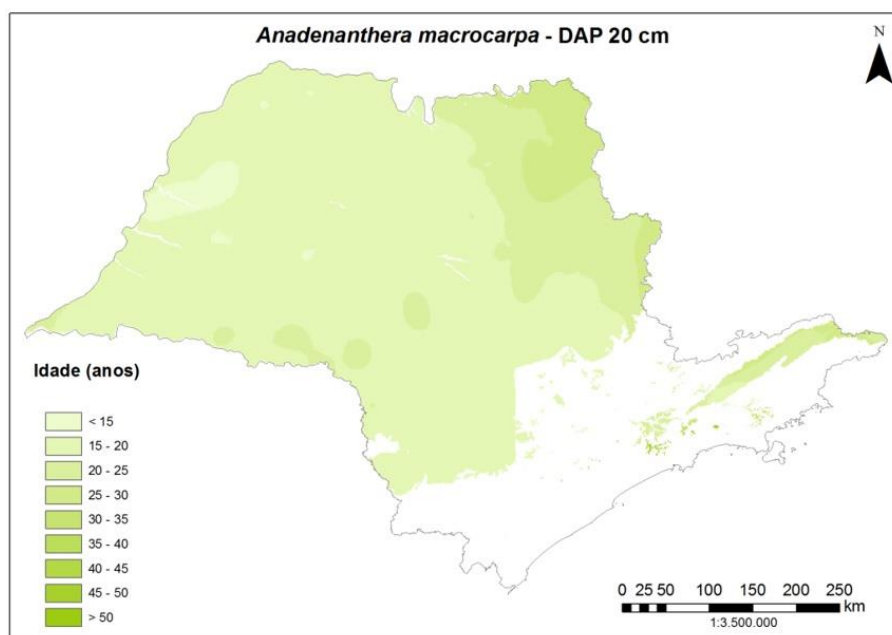 Anadenanthera macrocarpa - DAP 20 cm
N
Idade (anos)
< 15
15 - 20
20 - 25
25 - 30
30 - 35
35 - 40
40 - 45
45 - 50
> 50
0 25 50 100 150 200 250
km
1:3.500.000